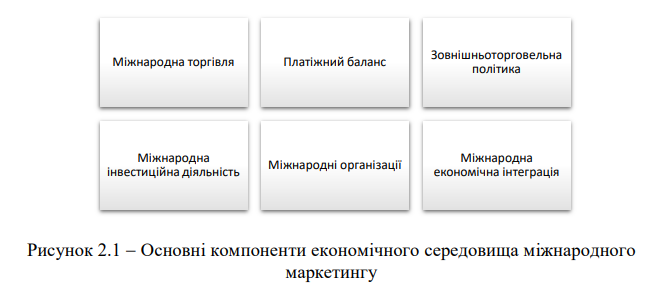 Міжнародна торгівля
Платіжний баланс
Зовнішньоторговельна
політика
Міжнародна
інвестиційна діяльність
Міжнародні організації
Міжнародна
економічна інтеграція
Рисунок 2.1 – Основні компоненти економічного середовища міжнародного
маркетингу